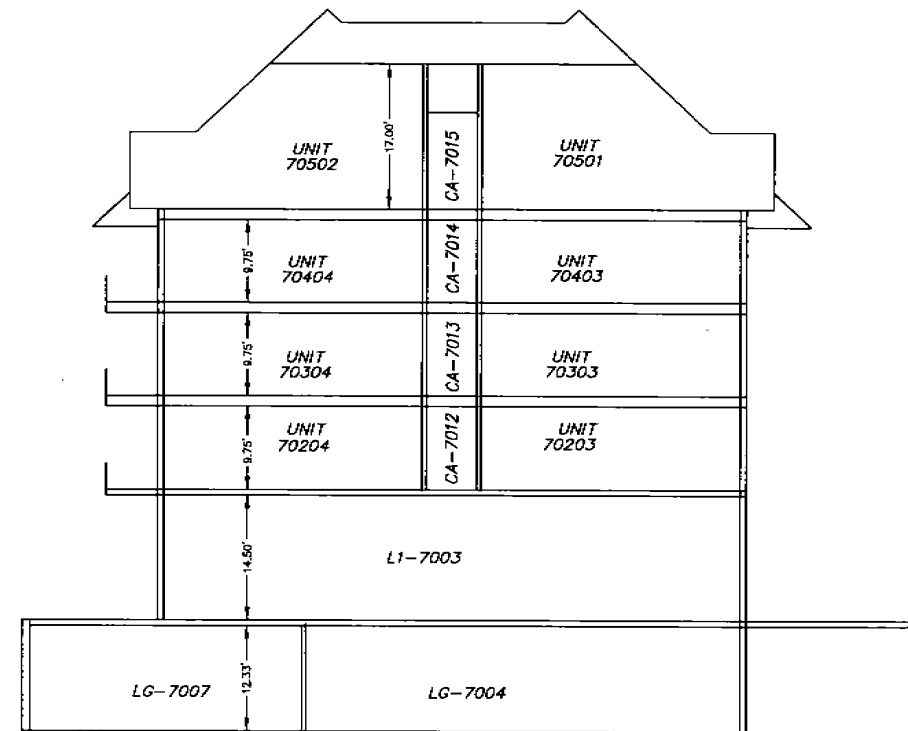 UNIT
70502
17.00'
CA-7015
UNIT
70501
UNIT
70404
9.75'
CA-7014
UNIT
70403
UNIT
70304
9.75'
CA-7013
UNIT
70303
UNIT
70204
9.75'
CA-7012
UNIT
70203
14.50'
L1-7003
LG-7007
12.33'
LG-7004